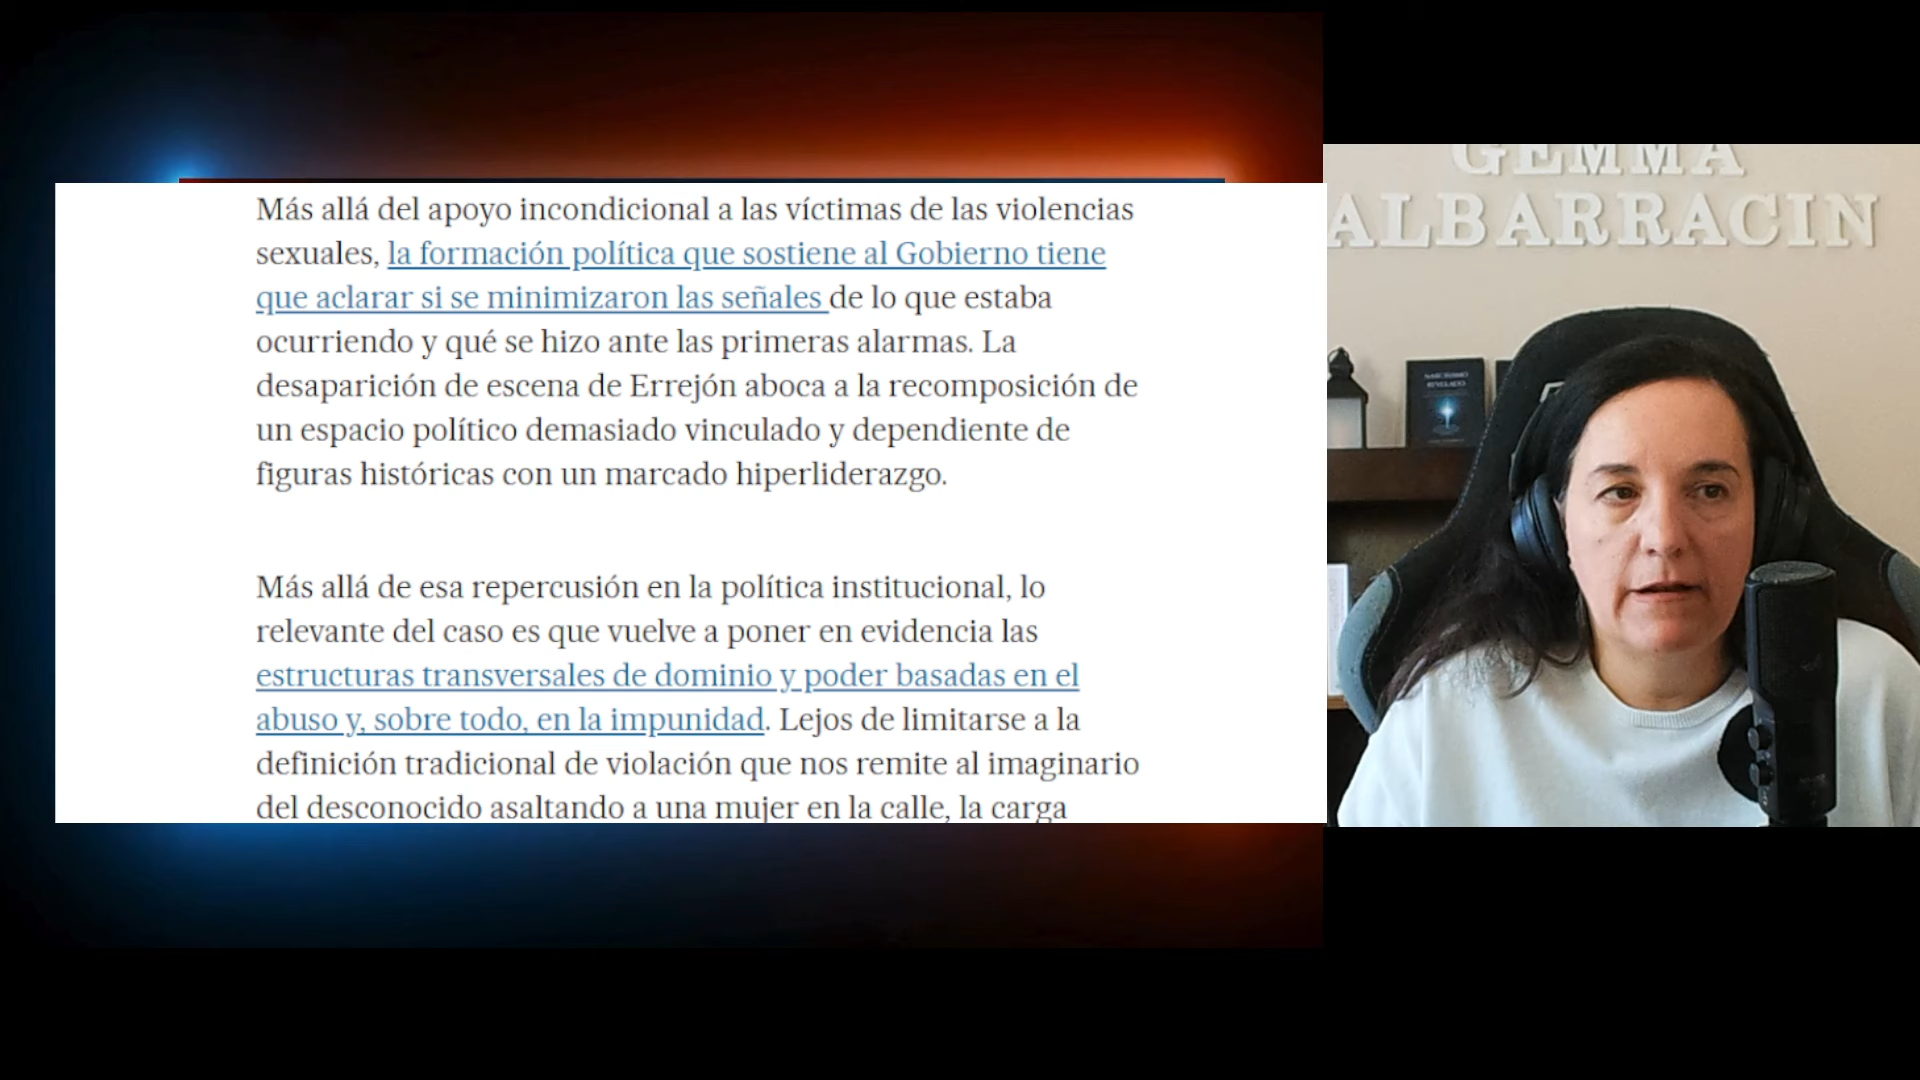 Más allá del apoyo incondicional a las víctimas de las violencias
sexuales, la formación política que sostiene al Gobierno tiene
que aclarar si se minimizaron las señales de lo que estaba
ocurriendo y qué se hizo ante las primeras alarmas. La
desaparición de escena de Errejón aboca a la recomposición de
un espacio político demasiado vinculado y dependiente de
figuras históricas con un marcado hiperliderazgo.
Más allá de esa repercusión en la política institucional, lo
relevante del caso es que vuelve a poner en evidencia las
estructuras transversales de dominio y poder basadas en el
abuso y, sobre todo, en la impunidad. Lejos de limitarse a la
definición tradicional de violación que nos remite al imaginario
del desconocido asaltando a una mujer en la calle, la carga
GEMMA
ALBARRACIN
NARCISISMO
REVELADO